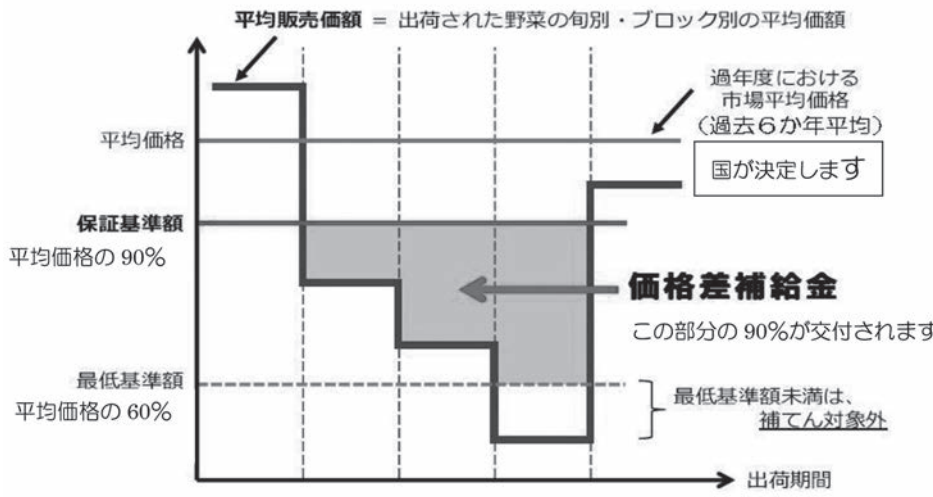 平均販売価額 = 出荷された野菜の旬別・ブロック別の平均価額
過年度における
市場平均価格
（過去６か年平均）
平均価格
国が決定します
保証基準額
平均価格の 90%
価格差補給金
この部分の 90%が交付されます
最低基準額
平均価格の 60%
最低基準額未満は、
補てん対象外
出荷期間